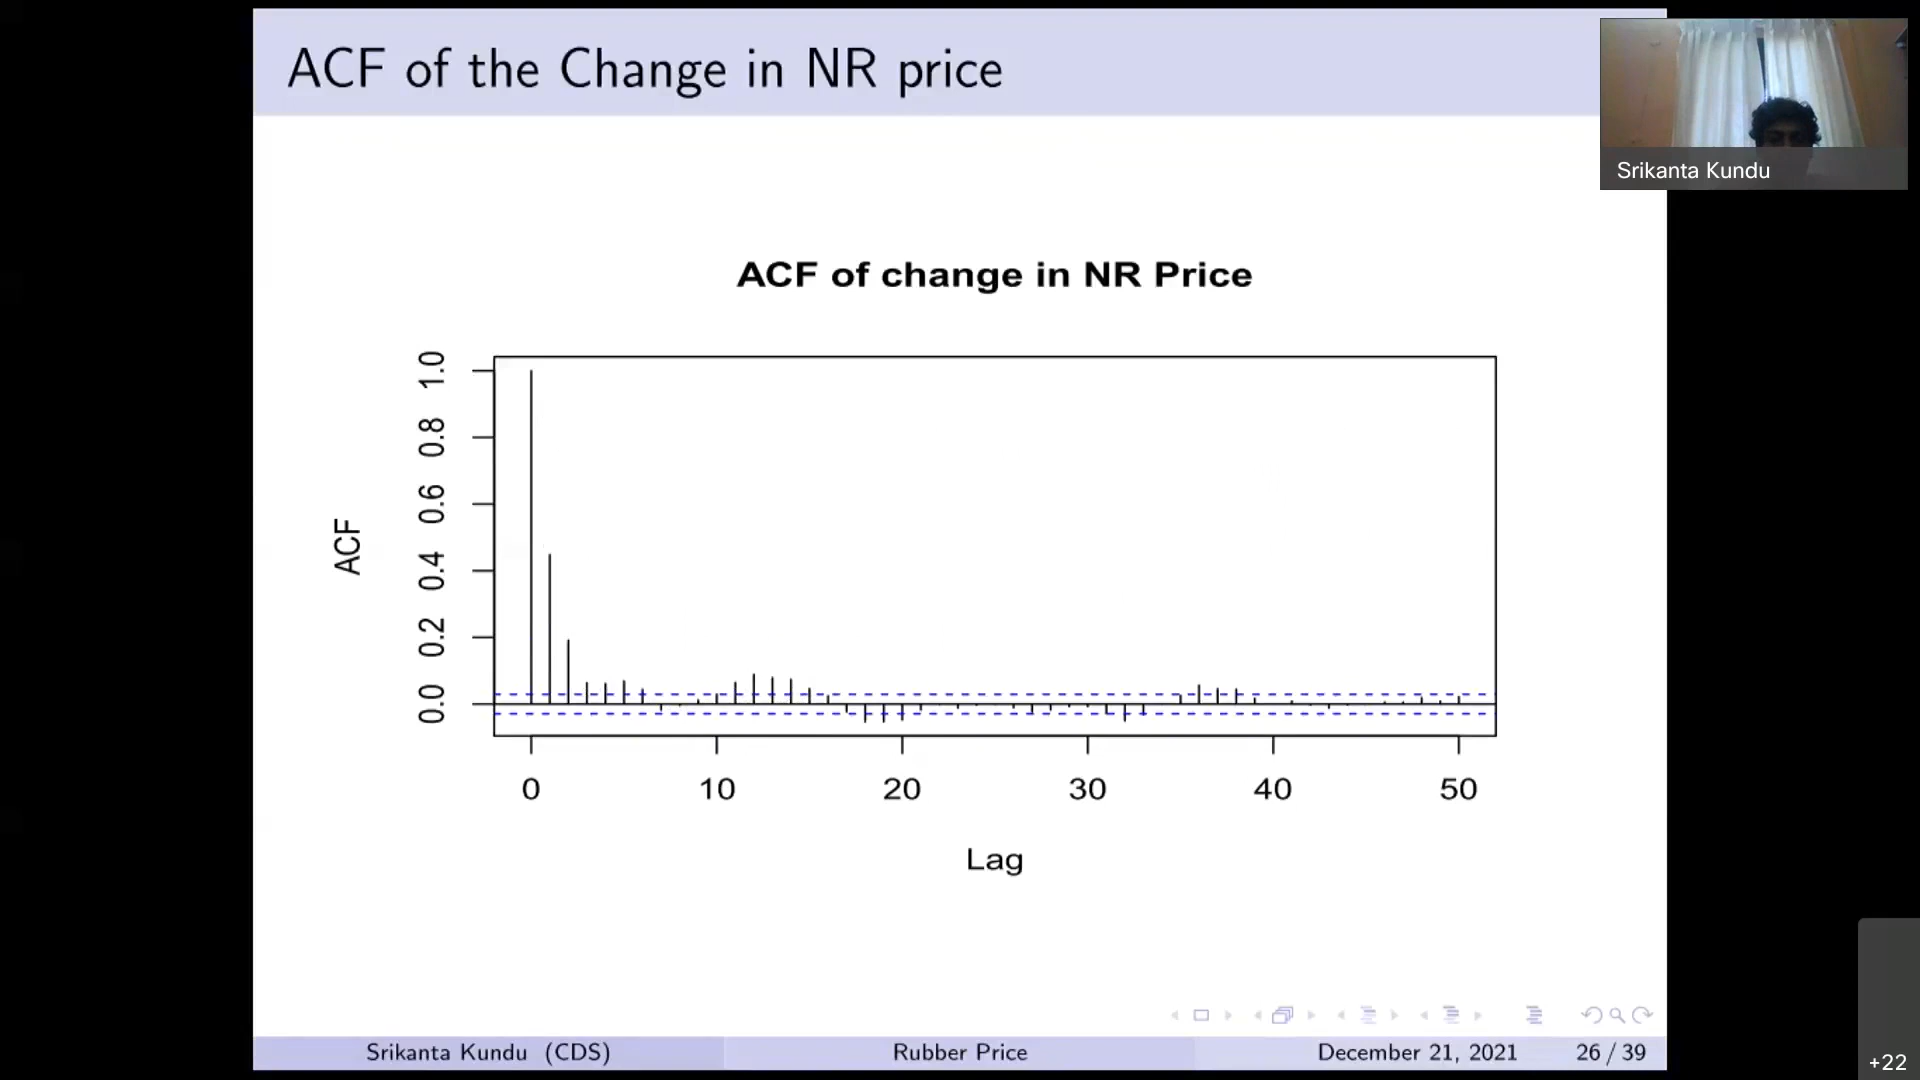 ACF of the Change in NR price
Srikanta Kundu
ACF of change in NR Price
ACF
1.0
0.8
0.6
0.4
0.2
0.0
0 10 20 30 40 50
Lag
Srikanta Kundu (CDS) Rubber Price December 21, 2021 26 / 39
+22